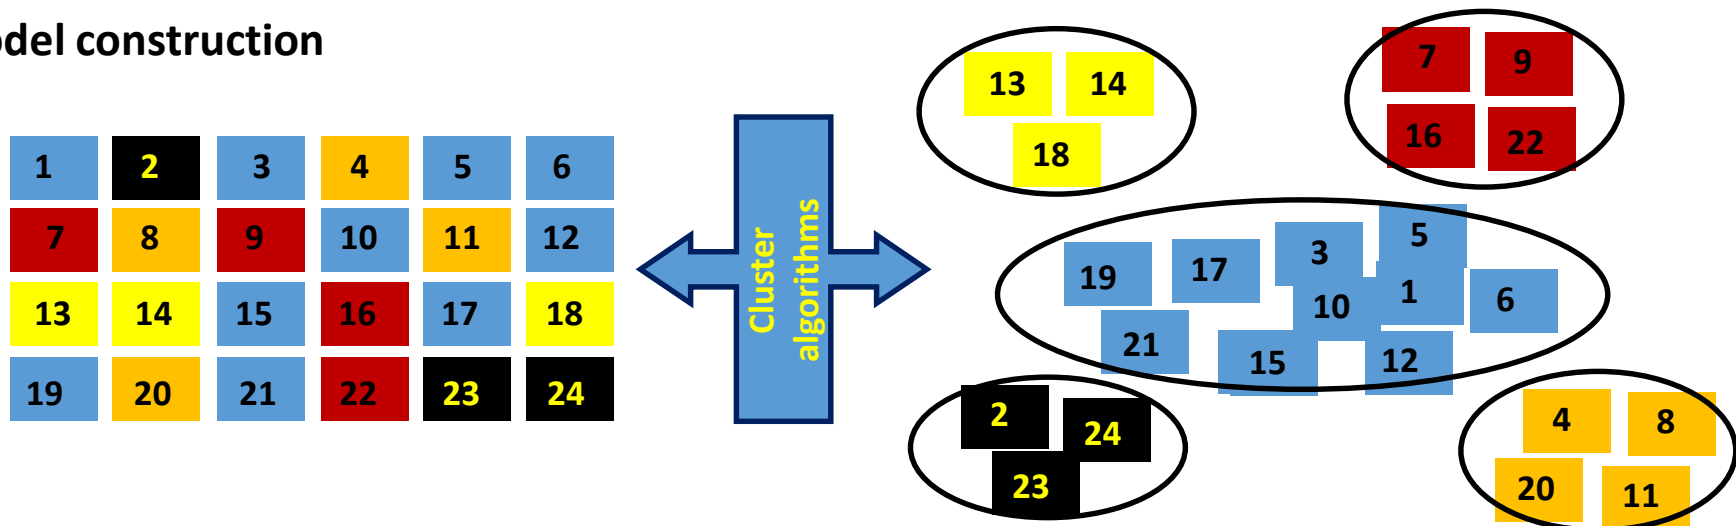 odel construction
1 2 3 4 5 6
7 8 9 10 11 12
13 14 15 16 17 18
19 20 21 22 23 24
Cluster
algorithms
13 14
18
7 9
16 22
5
3
19 17 1 6
10
21 15 12
2 24
23
4 8
20 11